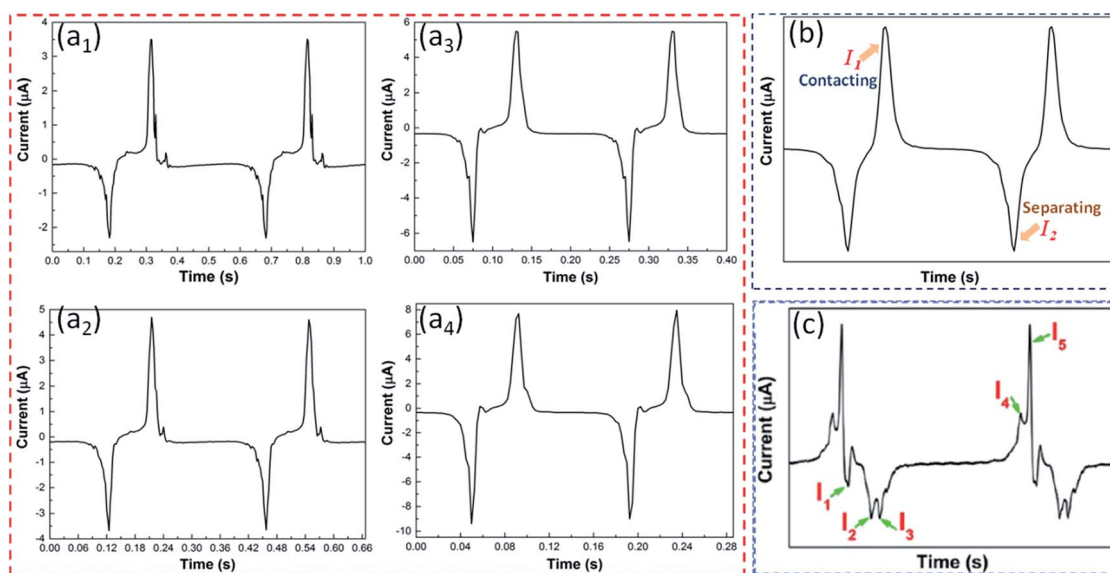 (a1)
Current (µA)
4
3
2
1
0
-1
-2
0.0 0.1 0.2 0.3 0.4 0.5 0.6 0.7 0.8 0.9 1.0
Time (s)
(a3)
Current (µA)
6
4
2
0
-2
-4
-6
0.00 0.05 0.10 0.15 0.20 0.25 0.30 0.35 0.40
Time (s)
(b)
Current (µA)
I1
Contacting
Separating
I2
Time (s)
(a2)
Current (µA)
5
4
3
2
1
0
-1
-2
-3
-4
0.00 0.06 0.12 0.18 0.24 0.30 0.36 0.42 0.48 0.54 0.60 0.66
Time (s)
(a4)
Current (µA)
8
6
4
2
0
-2
-4
-6
-8
-10
0.00 0.04 0.08 0.12 0.16 0.20 0.24 0.28
Time (s)
(c)
Current (µA)
I5
I4
I1
I2 I3
Time (s)